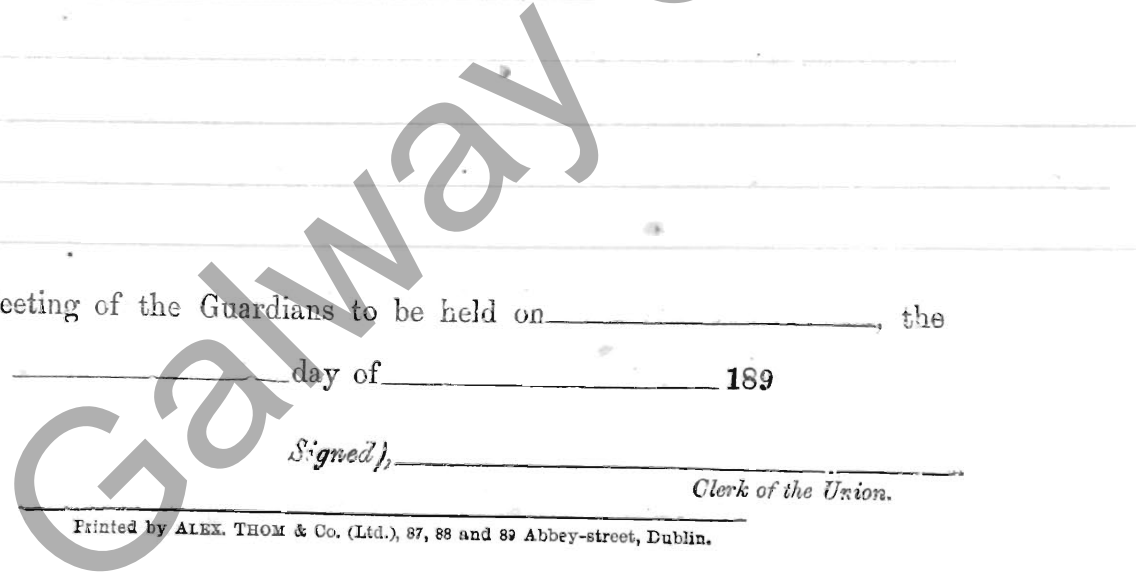 eeting of the Guardians to be held on , the
day of 189
Signed),
Clerk of the Union.
Printed by ALEX. THOM & Co. (Ltd.), 87, 88 and 89 Abbey-street, Dublin.
Galway